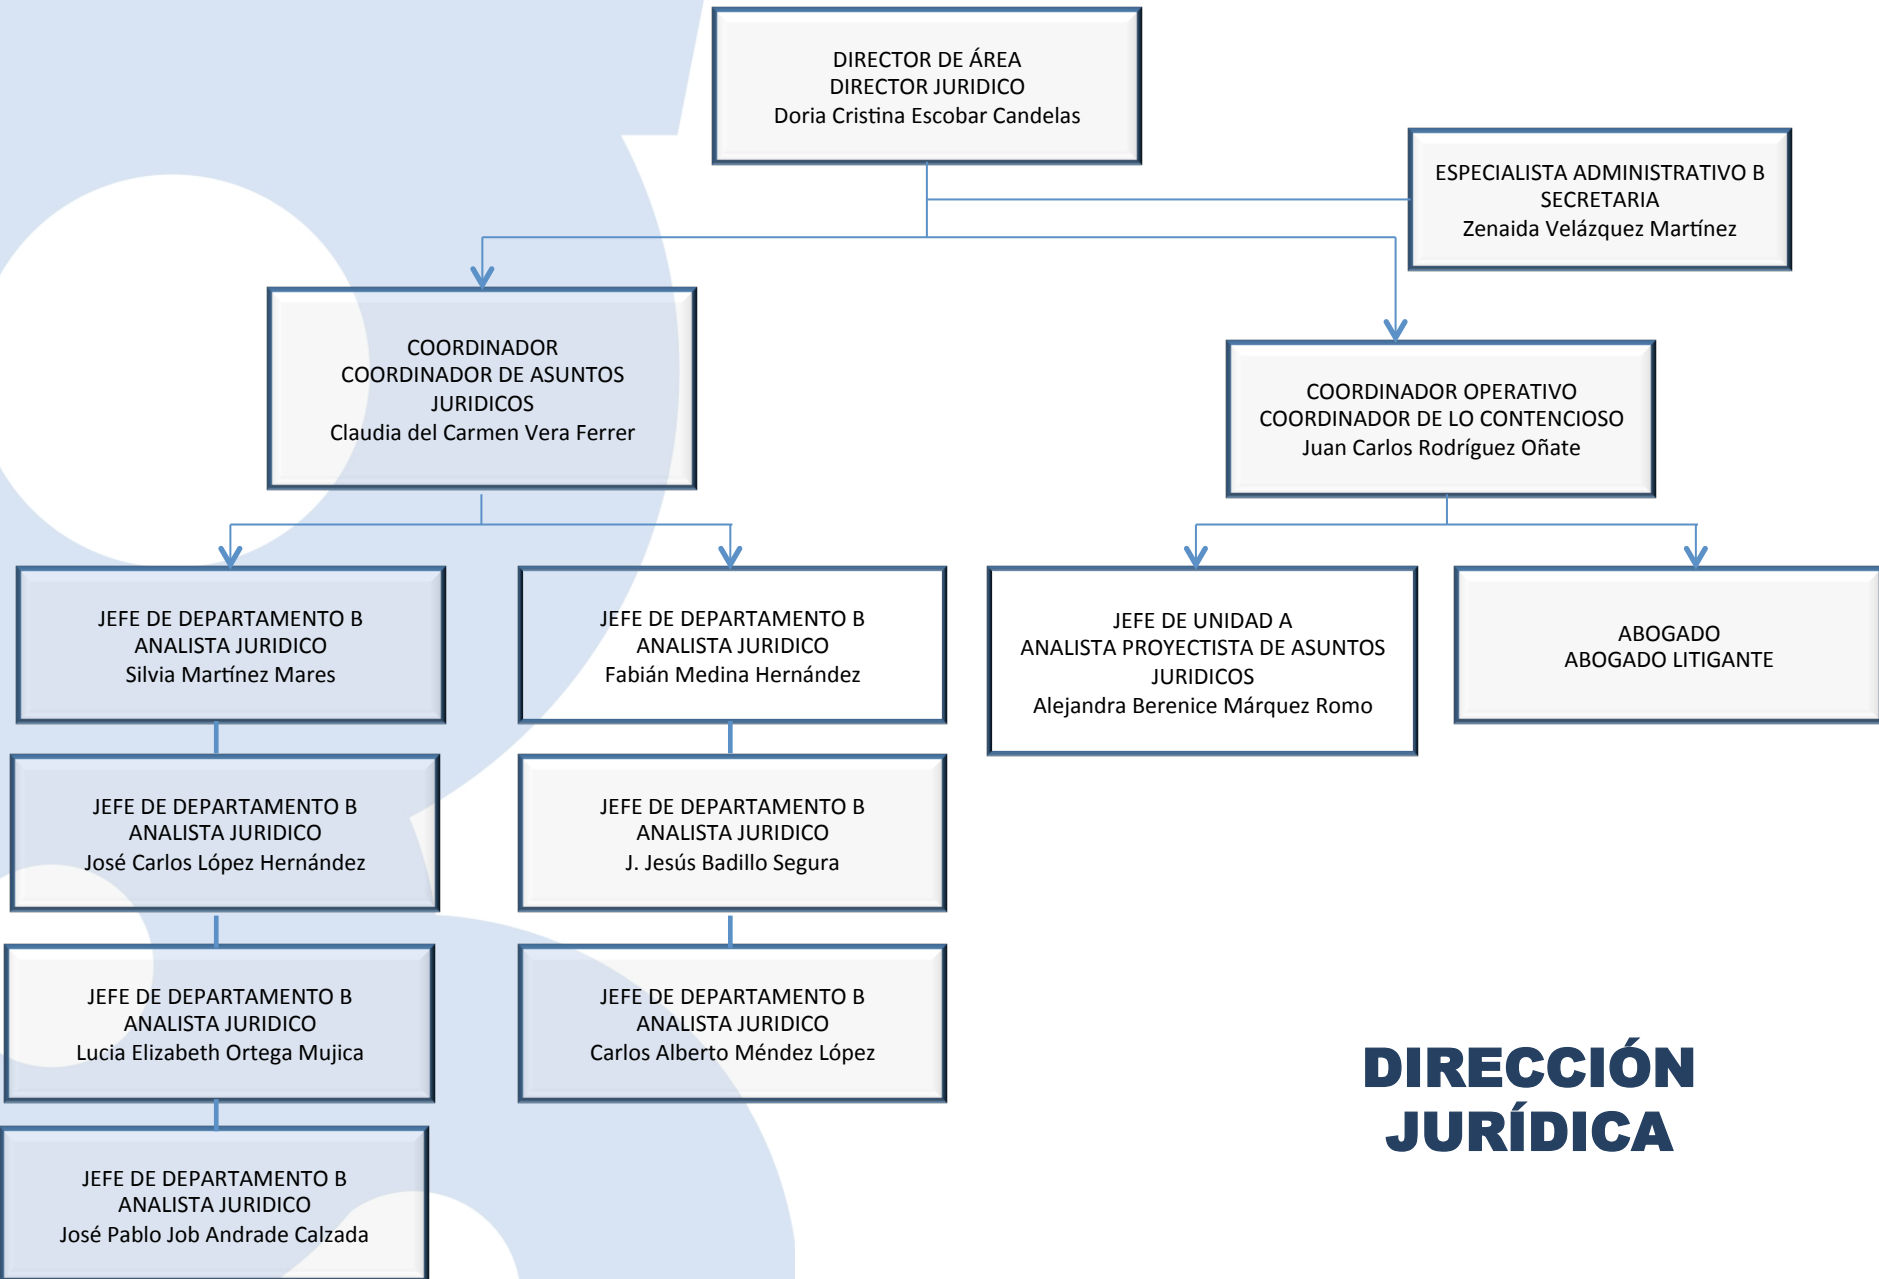 DIRECTOR DE ÁREA
DIRECTOR JURIDICO
Doria Cristina Escobar Candelas
ESPECIALISTA ADMINISTRATIVO B
SECRETARIA
Zenaida Velázquez Martínez
COORDINADOR
COORDINADOR DE ASUNTOS
JURIDICOS
Claudia del Carmen Vera Ferrer
COORDINADOR OPERATIVO
COORDINADOR DE LO CONTENCIOSO
Juan Carlos Rodríguez Oñate
JEFE DE DEPARTAMENTO B
ANALISTA JURIDICO
Silvia Martínez Mares
JEFE DE DEPARTAMENTO B
ANALISTA JURIDICO
Fabián Medina Hernández
JEFE DE UNIDAD A
ANALISTA PROYECTISTA DE ASUNTOS
JURIDICOS
Alejandra Berenice Márquez Romo
ABOGADO
ABOGADO LITIGANTE
JEFE DE DEPARTAMENTO B
ANALISTA JURIDICO
José Carlos López Hernández
JEFE DE DEPARTAMENTO B
ANALISTA JURIDICO
J. Jesús Badillo Segura
JEFE DE DEPARTAMENTO B
ANALISTA JURIDICO
Lucia Elizabeth Ortega Mujica
JEFE DE DEPARTAMENTO B
ANALISTA JURIDICO
Carlos Alberto Méndez López
JEFE DE DEPARTAMENTO B
ANALISTA JURIDICO
José Pablo Job Andrade Calzada
DIRECCIÓN
JURÍDICA